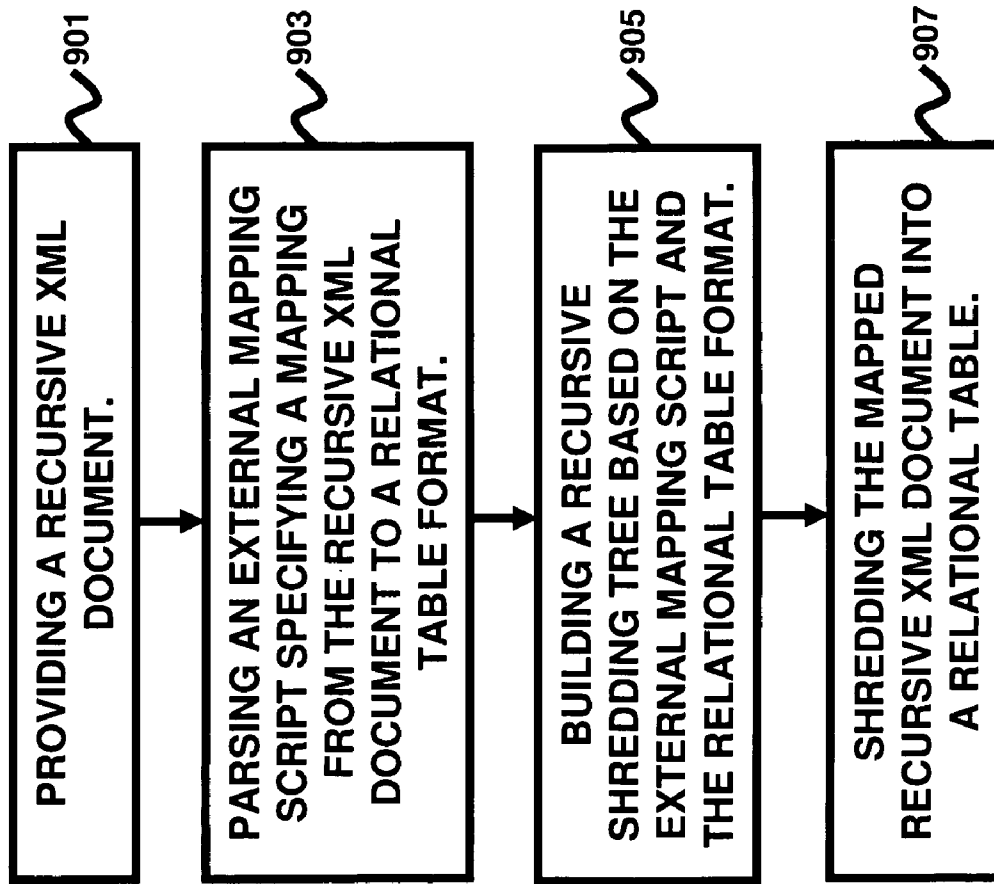 PROVIDING A RECURSIVE XML
DOCUMENT.
901
PARSING AN EXTERNAL MAPPING
SCRIPT SPECIFYING A MAPPING
FROM THE RECURSIVE XML
DOCUMENT TO A RELATIONAL
TABLE FORMAT.
903
BUILDING A RECURSIVE
SHREDDING TREE BASED ON THE
EXTERNAL MAPPING SCRIPT AND
THE RELATIONAL TABLE FORMAT.
905
SHREDDING THE MAPPED
RECURSIVE XML DOCUMENT INTO
A RELATIONAL TABLE.
907